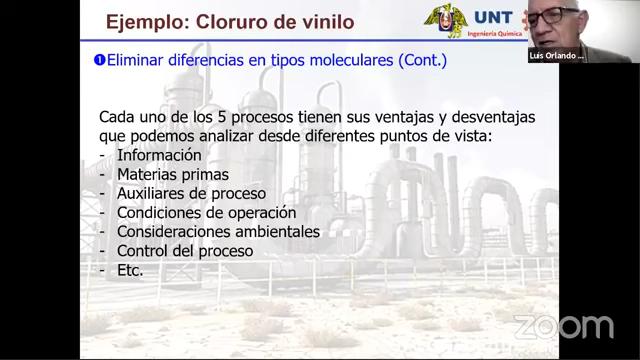 Ejemplo: Cloruro de vinilo
UNT
Ingeniería Química
Luis Orlando ...
❶Eliminar diferencias en tipos moleculares (Cont.)
Cada uno de los 5 procesos tienen sus ventajas y desventajas
que podemos analizar desde diferentes puntos de vista:
- Información
- Materias primas
- Auxiliares de proceso
- Condiciones de operación
- Consideraciones ambientales
- Control del proceso
- Etc.
zoom